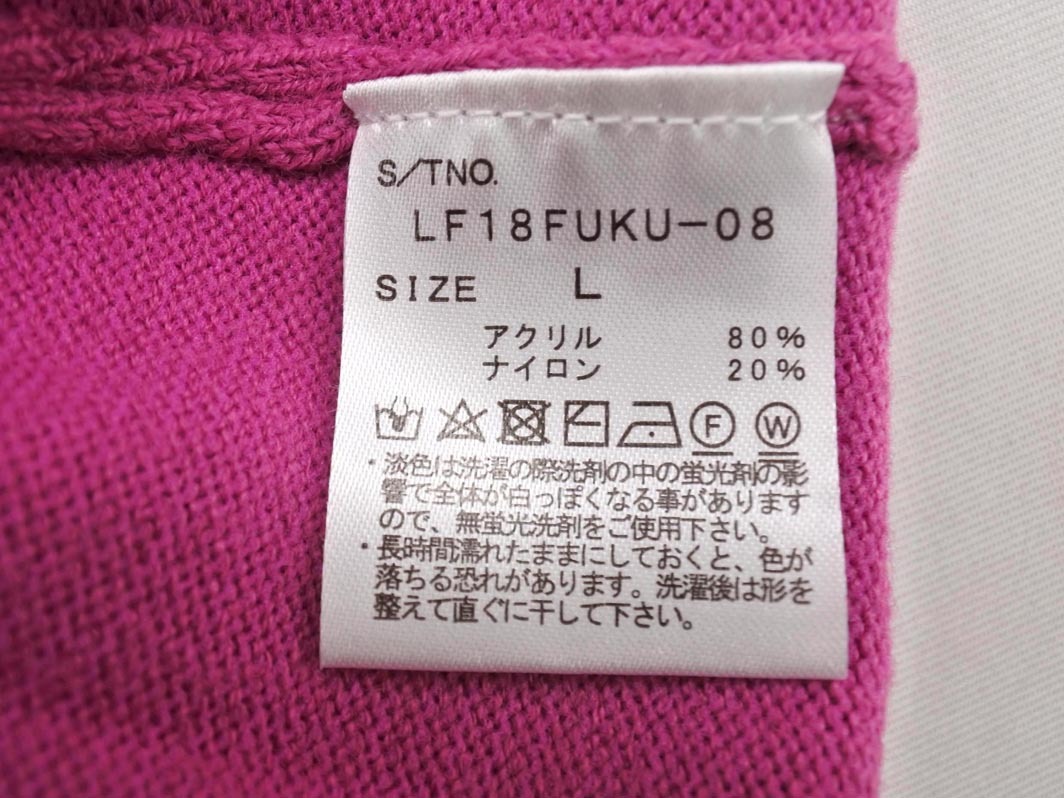 S/TNO.
LF18FUKU-08
SIZE L
アクリル 80%
ナイロン 20%
F W
・淡色は洗濯の際洗剤の中の蛍光剤の影
響で全体が白っぽくなる事があります
ので、無蛍光洗剤をご使用下さい。
・長時間濡れたままにしておくと、色が
落ちる恐れがあります。洗濯後は形を
整えて直ぐに干して下さい。